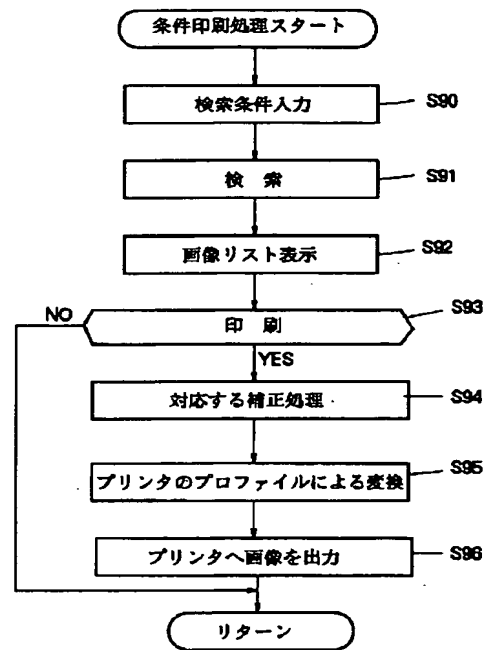 条件印刷処理スタート
検索条件入力 S90
検 索 S91
画像リスト表示 S92
印 刷 S93
NO
YES
対応する補正処理 S94
プリンタのプロファイルによる変換 S95
プリンタへ画像を出力 S96
リターン